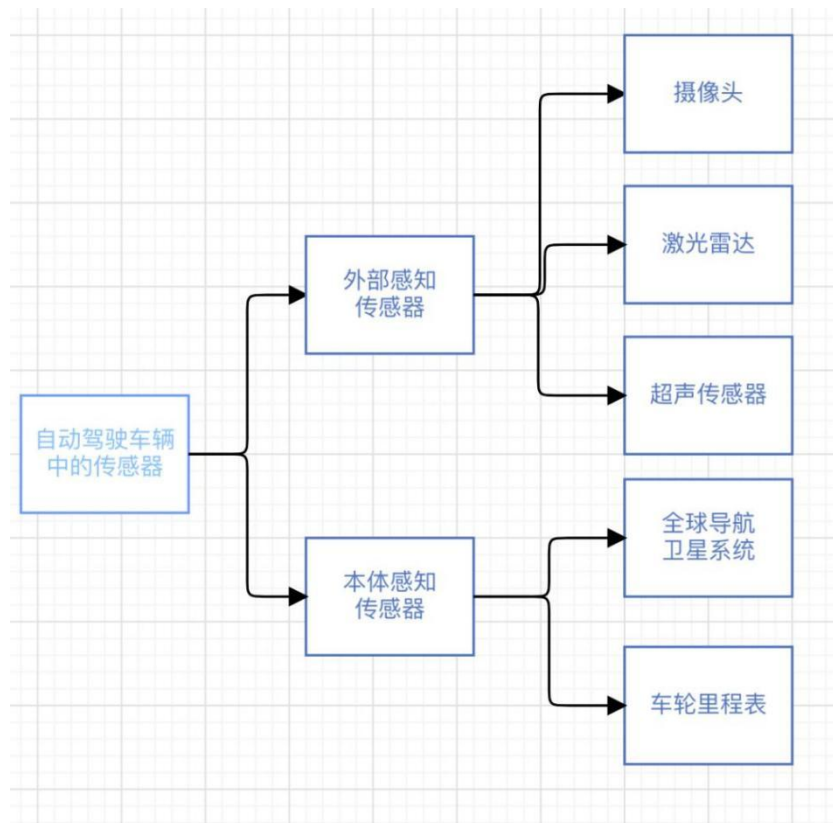 摄像头
激光雷达
外部感知
传感器
超声传感器
自动驾驶车辆
中的传感器
全球导航
卫星系统
本体感知
传感器
车轮里程表